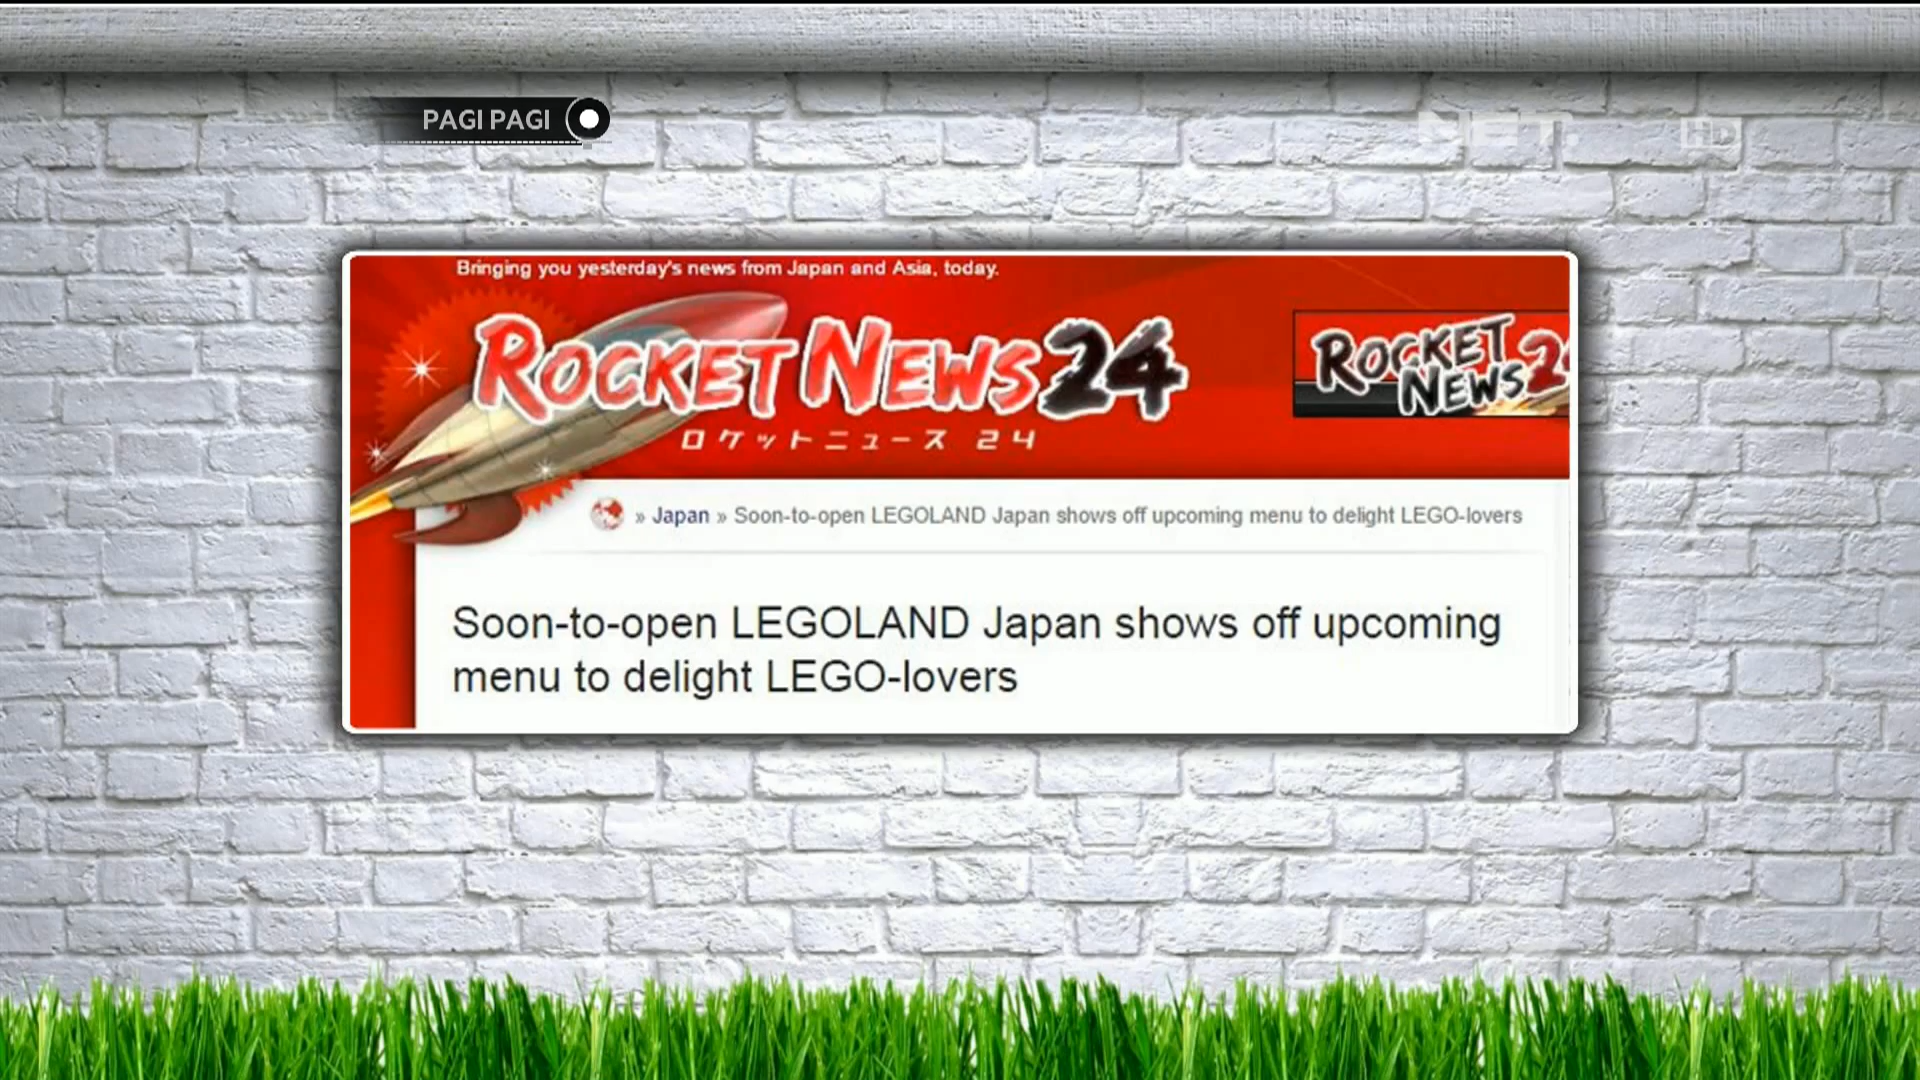 PAGI PAGI
NET.
HD
Bringing you yesterday's news from Japan and Asia, today.
ROCKET NEWS 24
ROCKET
NEWS 2
ロケットニュース 24
» Japan » Soon-to-open LEGOLAND Japan shows off upcoming menu to delight LEGO-lovers
Soon-to-open LEGOLAND Japan shows off upcoming
menu to delight LEGO-lovers